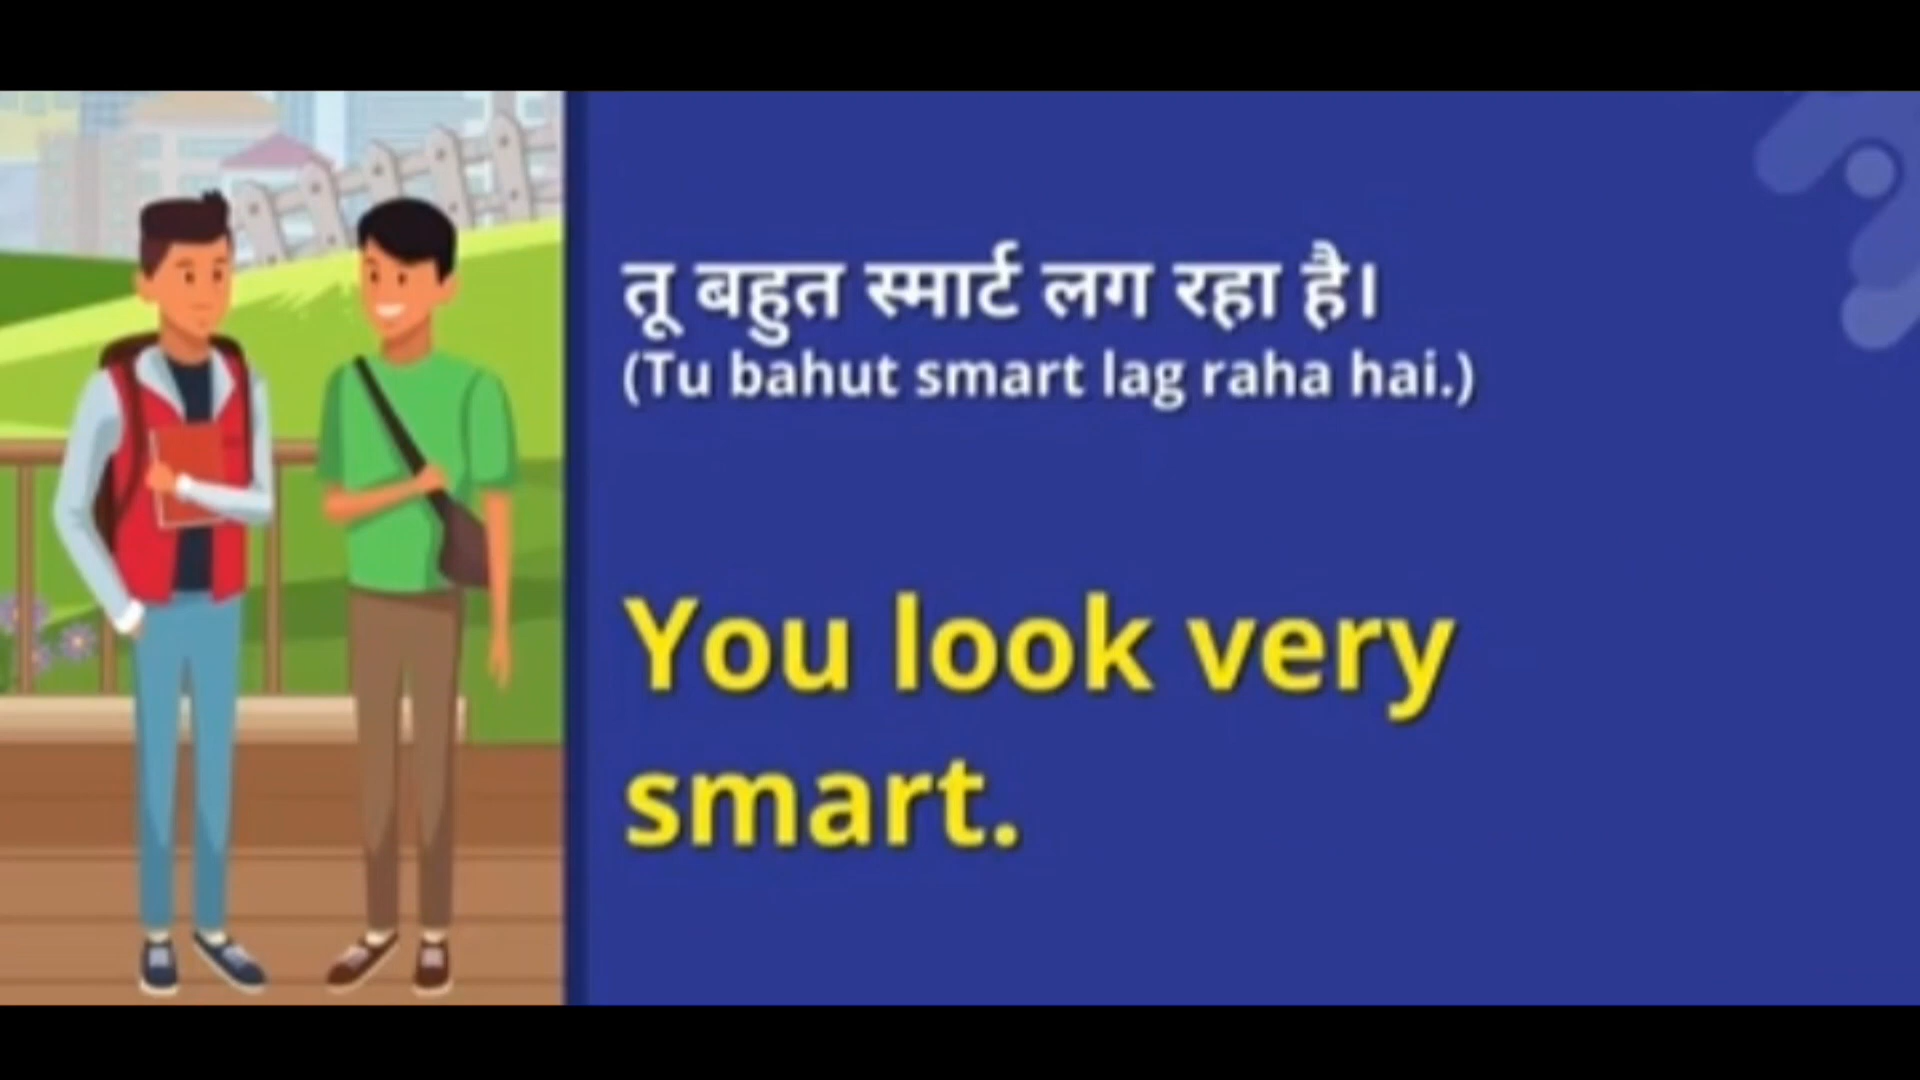 तू बहुत स्मार्ट लग रहा है।
(Tu bahut smart lag raha hai.)
You look very
smart.